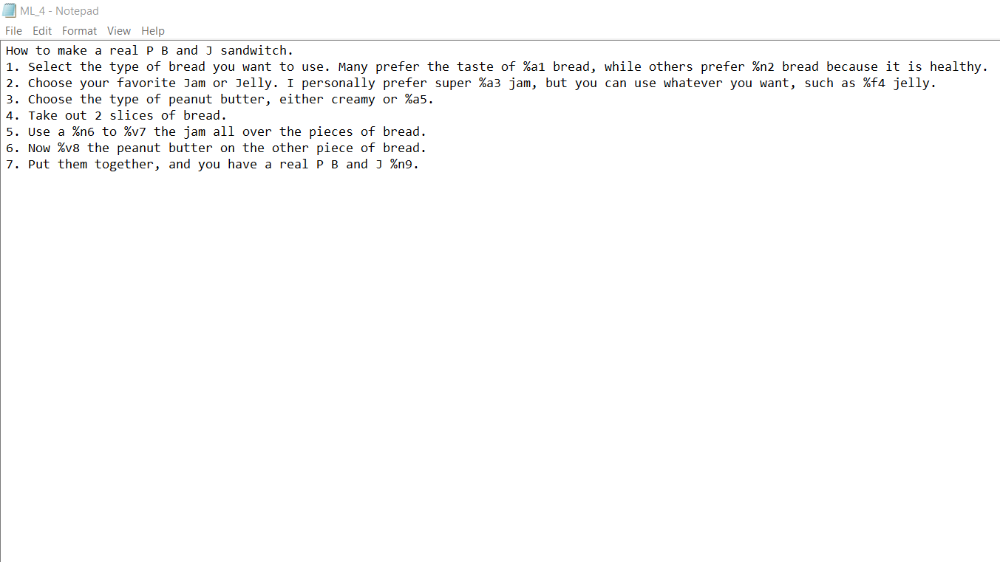 ML_4 - Notepad
File Edit Format View Help
How to make a real P B and J sandwitch.
1. Select the type of bread you want to use. Many prefer the taste of %a1 bread, while others prefer %n2 bread because it is healthy.
2. Choose your favorite Jam or Jelly. I personally prefer super %a3 jam, but you can use whatever you want, such as %f4 jelly.
3. Choose the type of peanut butter, either creamy or %a5.
4. Take out 2 slices of bread.
5. Use a %n6 to %v7 the jam all over the pieces of bread.
6. Now %v8 the peanut butter on the other piece of bread.
7. Put them together, and you have a real P B and J %n9.